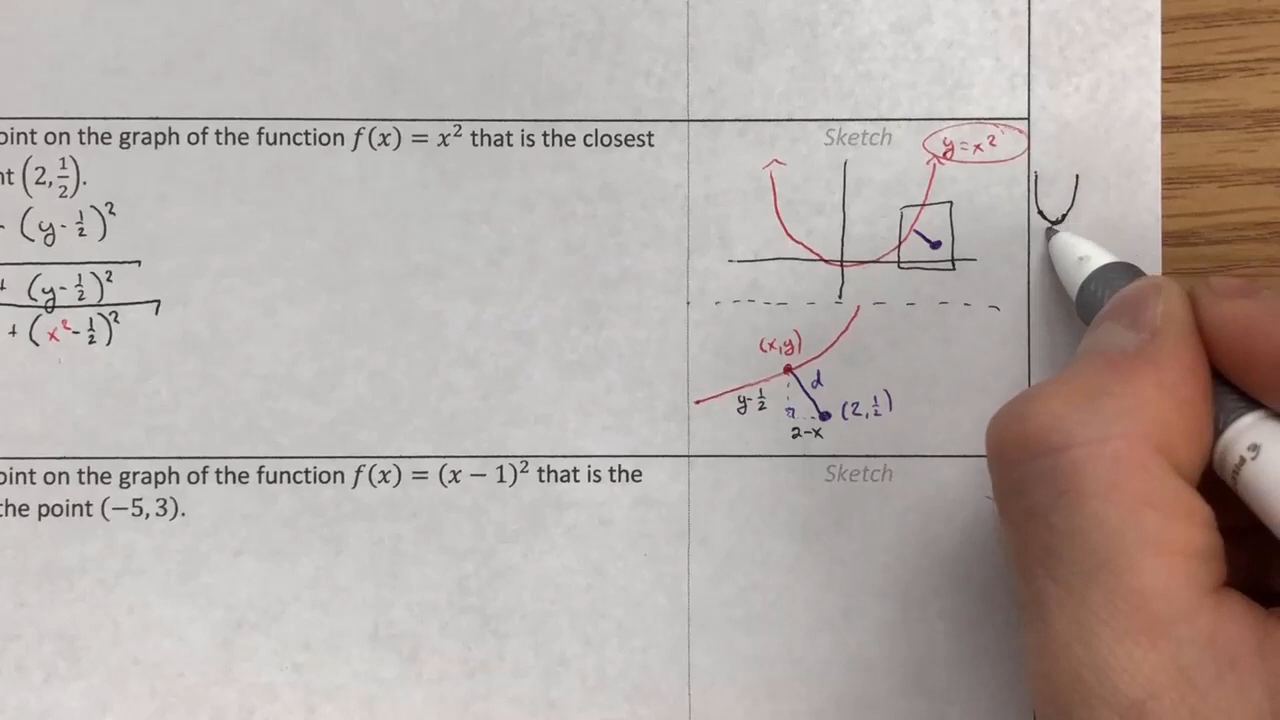 oint on the graph of the function f(x) = x² that is the closest
nt (2, 1/2).
- (y - 1/2)²
+ (y - 1/2)²
+ (x² - 1/2)²
Sketch
y = x²
(x,y)
d
y - 1/2
(2, 1/2)
2-x
oint on the graph of the function f(x) = (x − 1)² that is the
the point (−5, 3).
Sketch